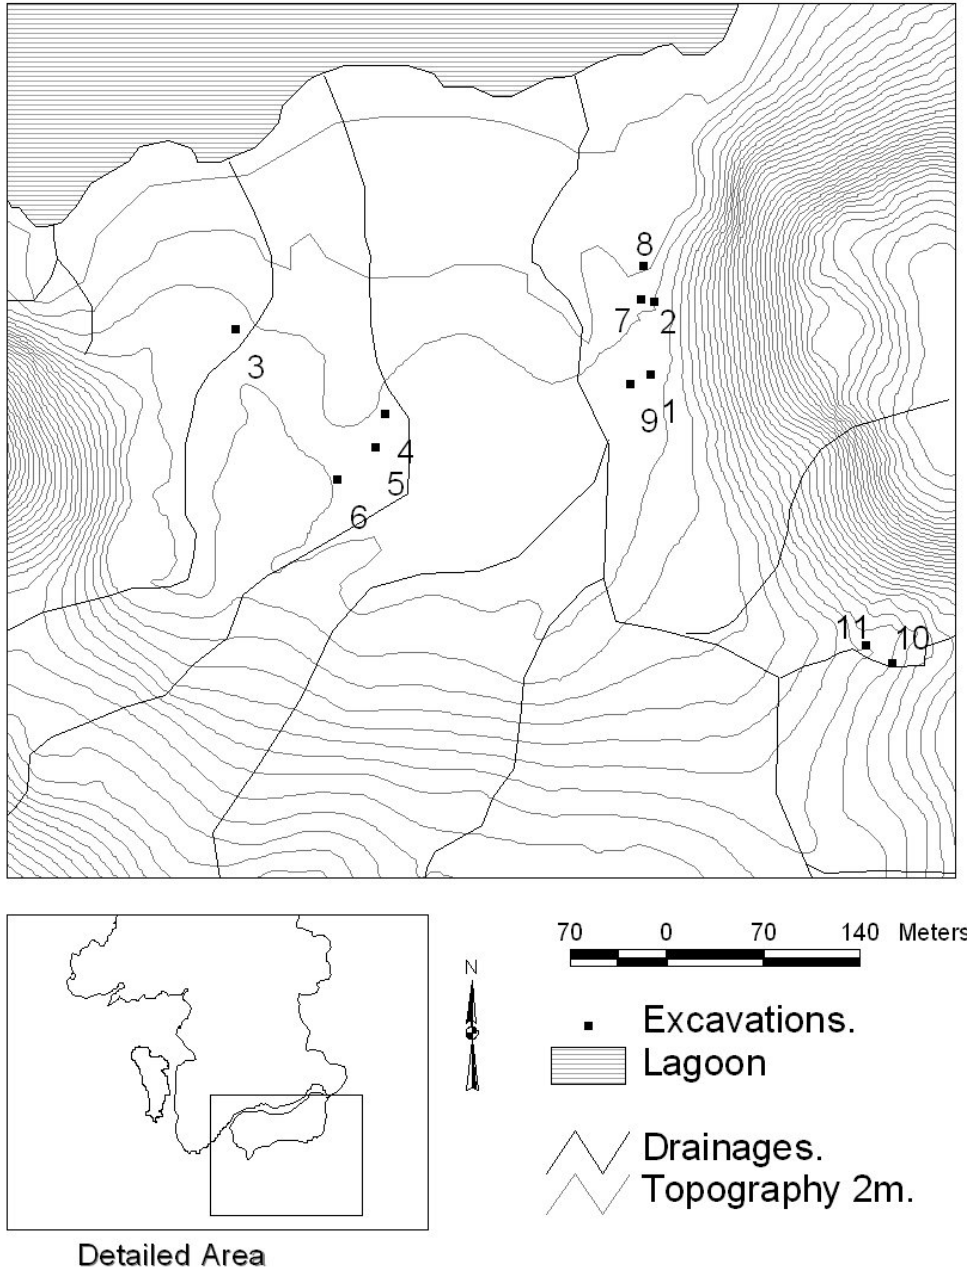 8
7 2
3
9 1
4
5
6
11 10
70 0 70 140 Meters
N
Excavations.
Lagoon
Drainages.
Topography 2m.
Detailed Area